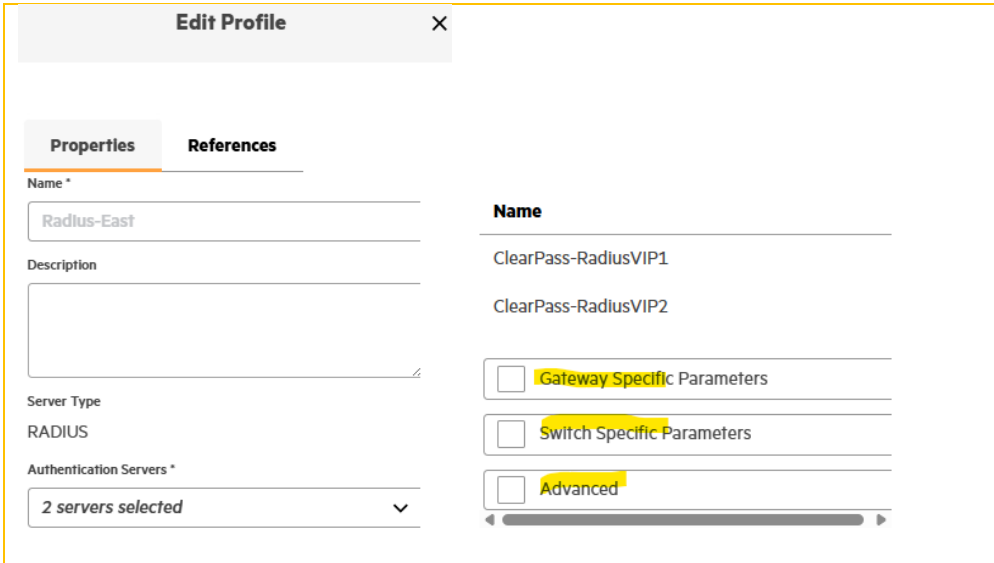 Edit Profile
Properties
References
Name *
Radius-East
Description
Server Type
RADIUS
Authentication Servers *
2 servers selected
Name
ClearPass-RadiusVIP1
ClearPass-RadiusVIP2
Gateway Specific Parameters
Switch Specific Parameters
Advanced